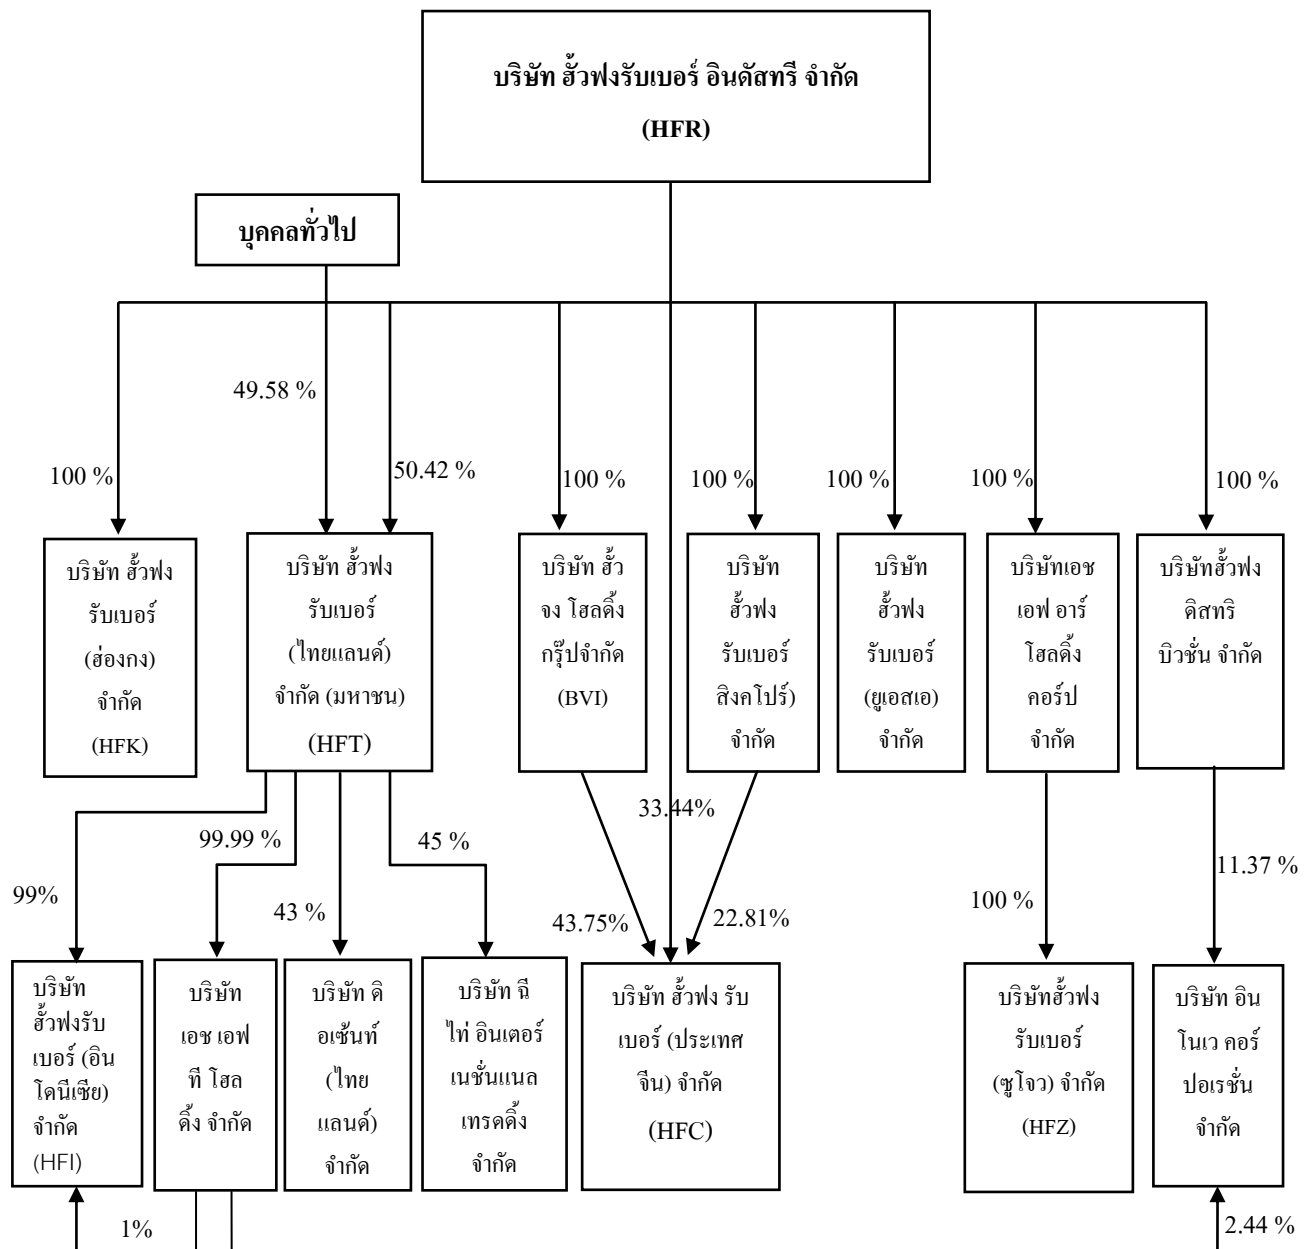 บริษัท ฮั้วฟงรับเบอร์ อินดัสทรี จำกัด
(HFR)
บุคคลทั่วไป
49.58 %
50.42 %
100 %
100 %
100 %
100 %
100 %
100 %
บริษัท ฮั้วฟง
รับเบอร์
(ฮ่องกง)
จำกัด
(HFK)
บริษัท ฮั้วฟง
รับเบอร์
(ไทยแลนด์)
จำกัด (มหาชน)
(HFT)
บริษัท ฮั้ว
จง โฮลดิ้ง
กรุ๊ปจำกัด
(BVI)
บริษัท
ฮั้วฟง
รับเบอร์
สิงคโปร์)
จำกัด
บริษัท
ฮั้วฟง
รับเบอร์
(ยูเอสเอ)
จำกัด
บริษัทเอช
เอฟ อาร์
โฮลดิ้ง
คอร์ป
จำกัด
บริษัทฮั้วฟง
ดิสทริ
บิวชั่น จำกัด
99%
99.99 %
43 %
45 %
43.75%
33.44%
22.81%
100 %
11.37 %
บริษัท
ฮั้วฟงรับ
เบอร์ (อิน
โดนีเซีย)
จำกัด
(HFI)
บริษัท
เอช เอฟ
ที โฮล
ดิ้ง จำกัด
บริษัท ดิ
อเซ้นท์
(ไทย
แลนด์)
จำกัด
บริษัท ฉี
ไท่ อินเตอร์
เนชั่นแนล
เทรดดิ้ง
จำกัด
บริษัท ฮั้วฟง รับ
เบอร์ (ประเทศ
จีน) จำกัด
(HFC)
บริษัทฮั้วฟง
รับเบอร์
(ซูโจว) จำกัด
(HFZ)
บริษัท อิน
โนเว คอร์
ปอเรชั่น
จำกัด
1%
2.44 %